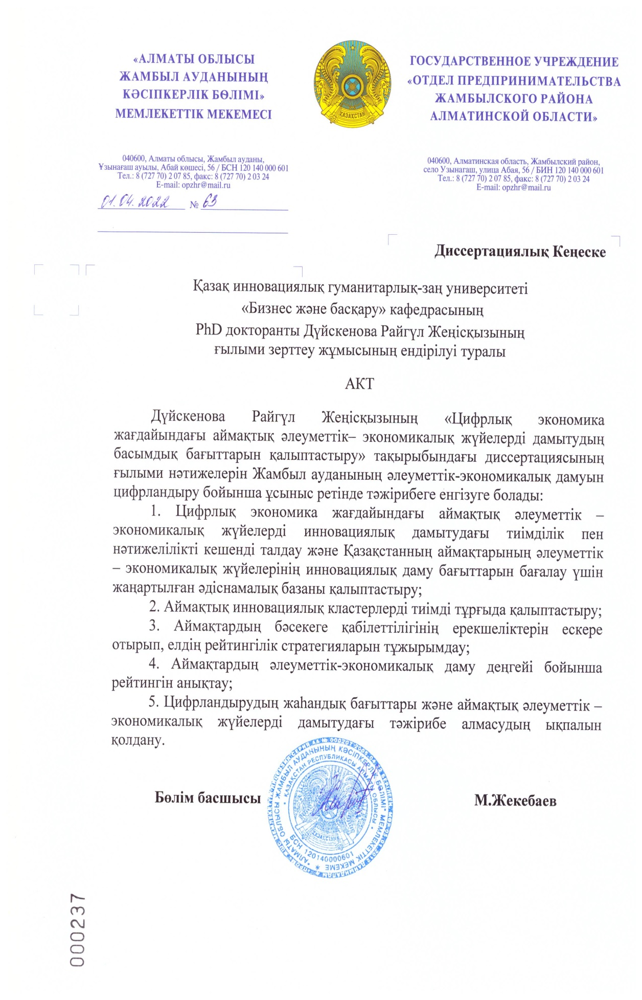 «АЛМАТЫ ОБЛЫСЫ
ЖАМБЫЛ АУДАНЫНЫҢ
КӘСІПКЕРЛІК БӨЛІМІ»
МЕМЛЕКЕТТІК МЕКЕМЕСІ
ҚАЗАҚСТАН
ГОСУДАРСТВЕННОЕ УЧРЕЖДЕНИЕ
«ОТДЕЛ ПРЕДПРИНИМАТЕЛЬСТВА
ЖАМБЫЛСКОГО РАЙОНА
АЛМАТИНСКОЙ ОБЛАСТИ»
040600, Алматы облысы, Жамбыл ауданы,
Ұзынағаш ауылы, Абай көшесі, 56 / БСН 120 140 000 601
Тел.: 8 (727 70) 2 07 85, факс: 8 (727 70) 2 03 24
E-mail: opzhr@mail.ru
040600, Алматинская область, Жамбылский район,
село Узынагаш, улица Абая, 56 / БИН 120 140 000 601
Тел.: 8 (727 70) 2 07 85, факс: 8 (727 70) 2 03 24
E-mail: opzhr@mail.ru
01.04.2022 № 63
Диссертациялық Кеңеске
Қазақ инновациялық гуманитарлық-заң университеті
«Бизнес және басқару» кафедрасының
PhD докторанты Дүйскенова Райгүл Жеңісқызының
ғылыми зерттеу жұмысының ендірілуі туралы
АКТ
Дүйскенова Райгүл Жеңісқызының «Цифрлық экономика
жағдайындағы аймақтық әлеуметтік– экономикалық жүйелерді дамытудың
басымдық бағыттарын қалыптастыру» тақырыбындағы диссертациясының
ғылыми нәтижелерін Жамбыл ауданының әлеуметтік-экономикалық дамуын
цифрландыру бойынша ұсыныс ретінде тәжірибеге енгізуге болады:
1. Цифрлық экономика жағдайындағы аймақтық әлеуметтік –
экономикалық жүйелерді инновациялық дамытудағы тиімділік пен
нәтижелілікті кешенді талдау және Қазақстанның аймақтарының әлеуметтік
– экономикалық жүйелерінің инновациялық даму бағыттарын бағалау үшін
жаңартылған әдіснамалық базаны қалыптастыру;
2. Аймақтық инновациялық кластерлерді тиімді тұрғыда қалыптастыру;
3. Аймақтардың бәсекеге қабілеттілігінің ерекшеліктерін ескере
отырып, елдің рейтингілік стратегияларын тұжырымдау;
4. Аймақтардың әлеуметтік-экономикалық даму деңгейі бойынша
рейтингін анықтау;
5. Цифрландырудың жаһандық бағыттары және аймақтық әлеуметтік –
экономикалық жүйелерді дамытудағы тәжірибе алмасудың ықпалын
қолдану.
Бөлім басшысы
М.Жекебаев
«АЛМАТЫ ОБЛЫСЫ ЖАМБЫЛ АУДАНЫНЫҢ КӘСІПКЕРЛІК БӨЛІМІ» МЕМЛЕКЕТТІК МЕКЕМЕ
* ҚАЗАҚСТАН РЕСПУБЛИКАСЫ АЛМАТЫ ОБЛЫСЫ *
БСН 120140000601
ҚАЗАҚСТАН
000237